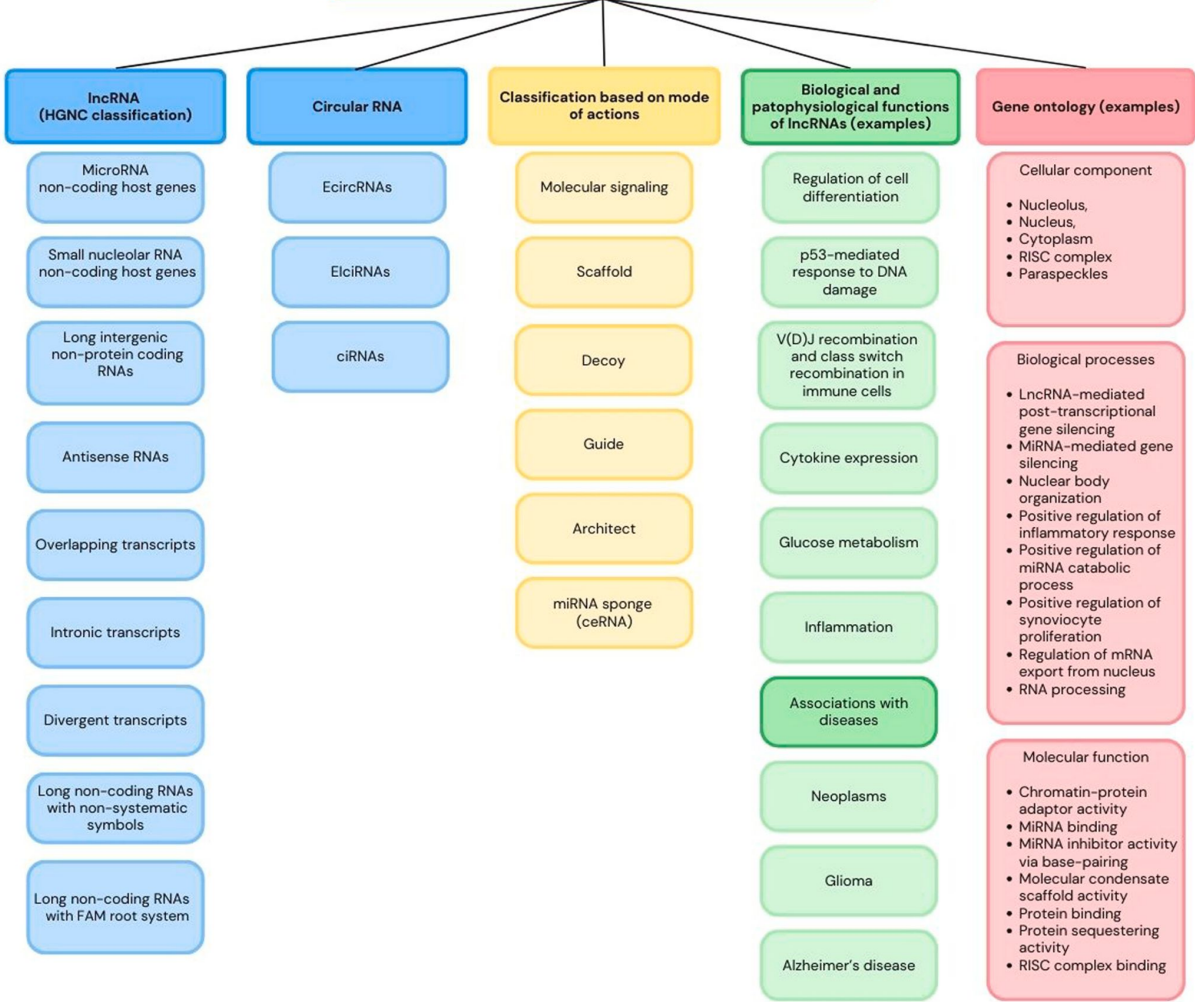 lncRNA
(HGNC classification)
MicroRNA
non-coding host genes
Small nucleolar RNA
non-coding host genes
Long intergenic
non-protein coding
RNAs
Antisense RNAs
Overlapping transcripts
Intronic transcripts
Divergent transcripts
Long non-coding RNAs
with non-systematic
symbols
Long non-coding RNAs
with FAM root system
Circular RNA
EcircRNAs
ElciRNAs
ciRNAs
Classification based on mode
of actions
Molecular signaling
Scaffold
Decoy
Guide
Architect
miRNA sponge
(ceRNA)
Biological and
patophysiological functions
of lncRNAs (examples)
Regulation of cell
differentiation
p53-mediated
response to DNA
damage
V(D)J recombination
and class switch
recombination in
immune cells
Cytokine expression
Glucose metabolism
Inflammation
Associations with
diseases
Neoplasms
Glioma
Alzheimer's disease
Gene ontology (examples)
Cellular component
• Nucleolus,
• Nucleus,
• Cytoplasm
• RISC complex
• Paraspeckles
Biological processes
• LncRNA-mediated
post-transcriptional
gene silencing
• MiRNA-mediated gene
silencing
• Nuclear body
organization
• Positive regulation of
inflammatory response
• Positive regulation of
miRNA catabolic
process
• Positive regulation of
synoviocyte
proliferation
• Regulation of mRNA
export from nucleus
• RNA processing
Molecular function
• Chromatin-protein
adaptor activity
• MiRNA binding
• MiRNA inhibitor activity
via base-pairing
• Molecular condensate
scaffold activity
• Protein binding
• Protein sequestering
activity
• RISC complex binding